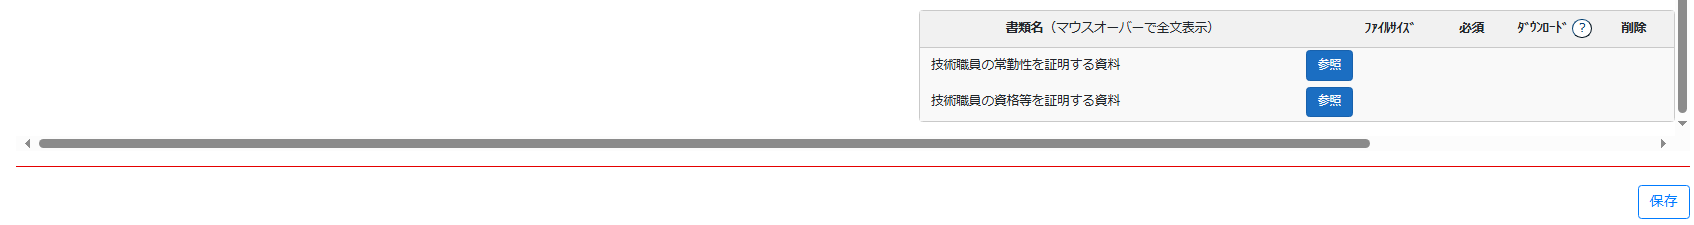 書類名（マウスオーバーで全文表示） ﾌｧｲﾙｻｲｽﾞ 必須 ﾀﾞｳﾝﾛｰﾄﾞ ? 削除
技術職員の常勤性を証明する資料 参照
技術職員の資格等を証明する資料 参照
保存